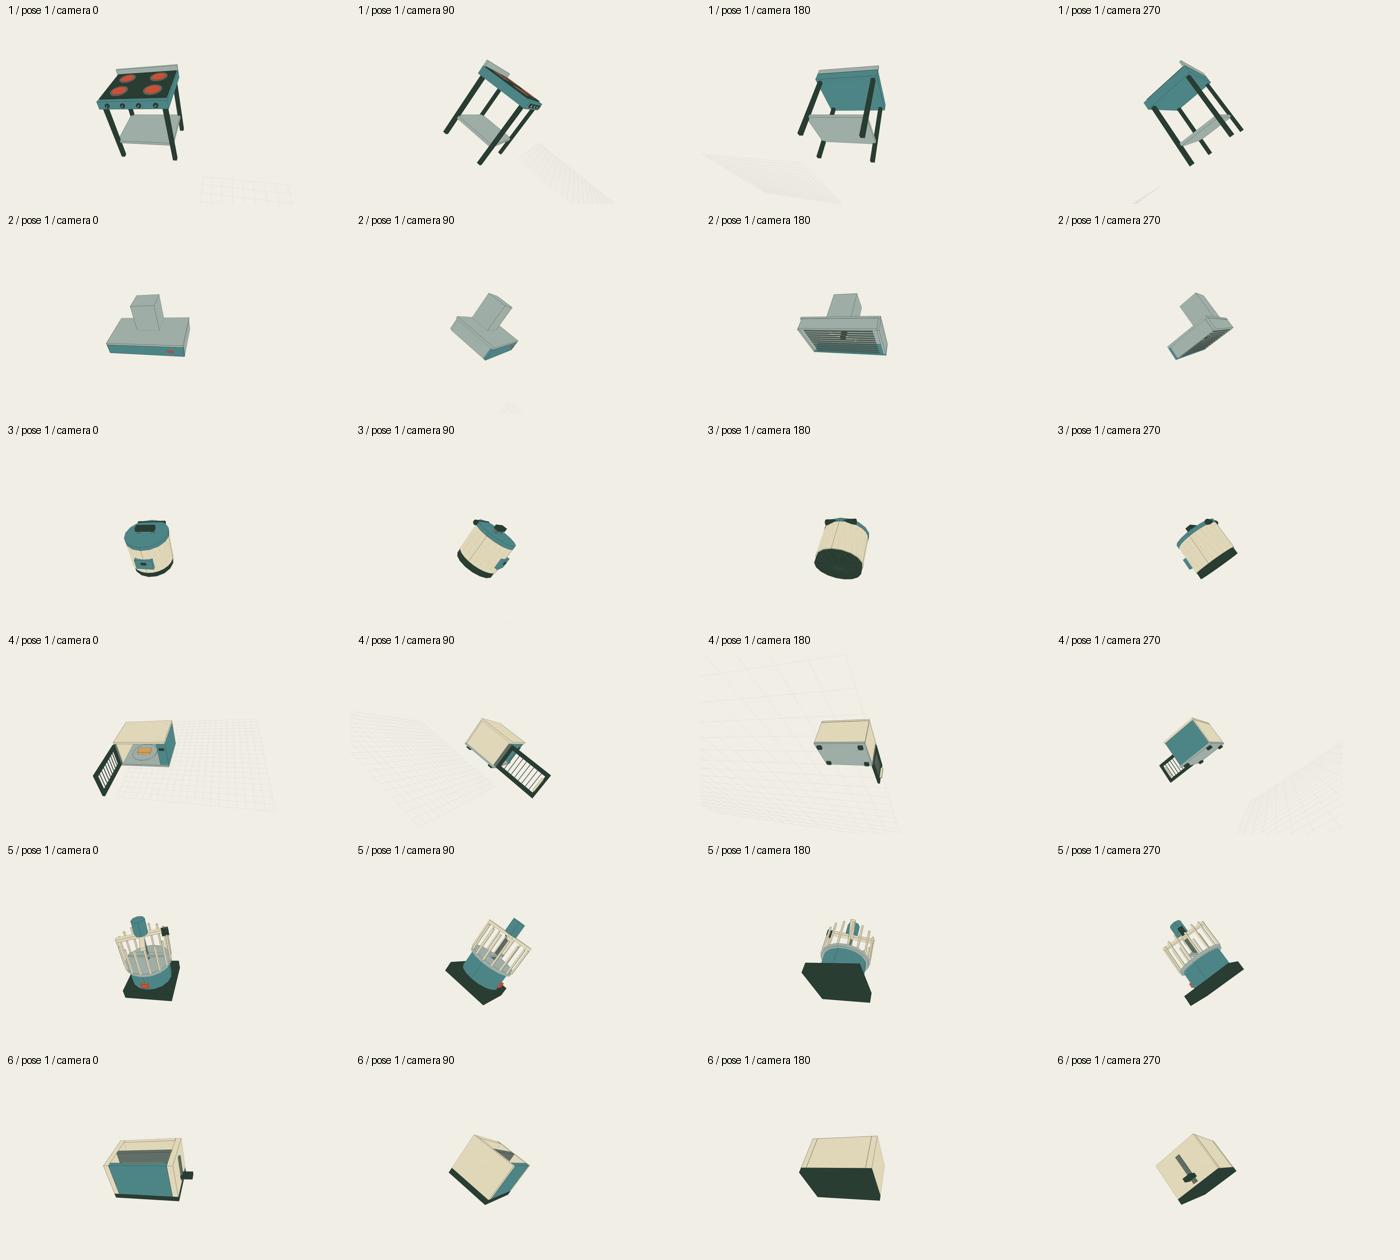 1 / pose 1 / camera 0
1 / pose 1 / camera 90
1 / pose 1 / camera 180
1 / pose 1 / camera 270
2 / pose 1 / camera 0
2 / pose 1 / camera 90
2 / pose 1 / camera 180
2 / pose 1 / camera 270
3 / pose 1 / camera 0
3 / pose 1 / camera 90
3 / pose 1 / camera 180
3 / pose 1 / camera 270
4 / pose 1 / camera 0
4 / pose 1 / camera 90
4 / pose 1 / camera 180
4 / pose 1 / camera 270
5 / pose 1 / camera 0
5 / pose 1 / camera 90
5 / pose 1 / camera 180
5 / pose 1 / camera 270
6 / pose 1 / camera 0
6 / pose 1 / camera 90
6 / pose 1 / camera 180
6 / pose 1 / camera 270